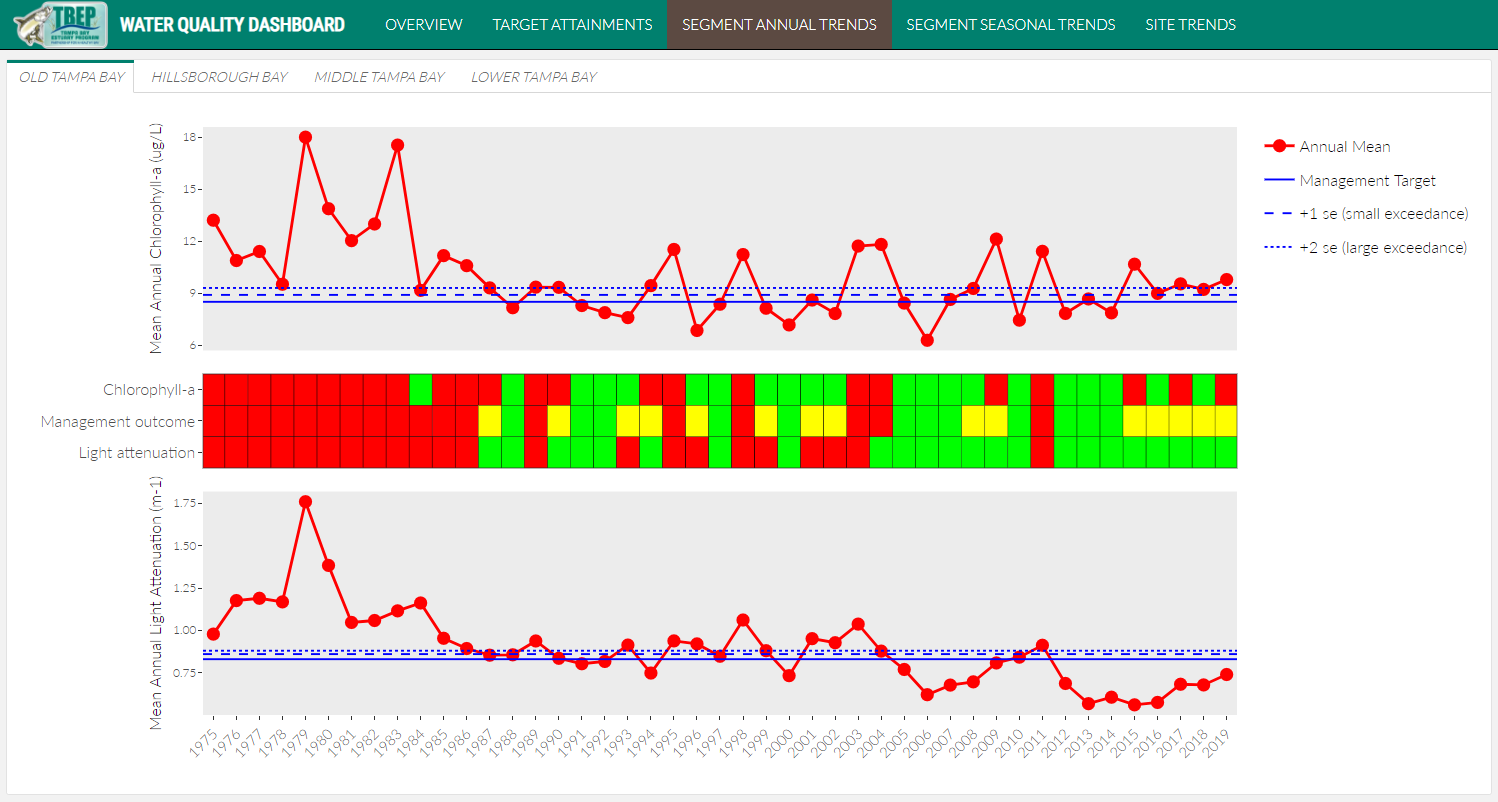 TBEP
TAMPA BAY
ESTUARY PROGRAM
WATER QUALITY DASHBOARD
OVERVIEW
TARGET ATTAINMENTS
SEGMENT ANNUAL TRENDS
SEGMENT SEASONAL TRENDS
SITE TRENDS
OLD TAMPA BAY
HILLSBOROUGH BAY
MIDDLE TAMPA BAY
LOWER TAMPA BAY
Mean Annual Chlorophyll-a (ug/L)
18
15
12
9
6
Annual Mean
Management Target
+1 se (small exceedance)
+2 se (large exceedance)
Chlorophyll-a
Management outcome
Light attenuation
Mean Annual Light Attenuation (m-1)
1.75
1.50
1.25
1.00
0.75
1975
1976
1977
1978
1979
1980
1981
1982
1983
1984
1985
1986
1987
1988
1989
1990
1991
1992
1993
1994
1995
1996
1997
1998
1999
2000
2001
2002
2003
2004
2005
2006
2007
2008
2009
2010
2011
2012
2013
2014
2015
2016
2017
2018
2019